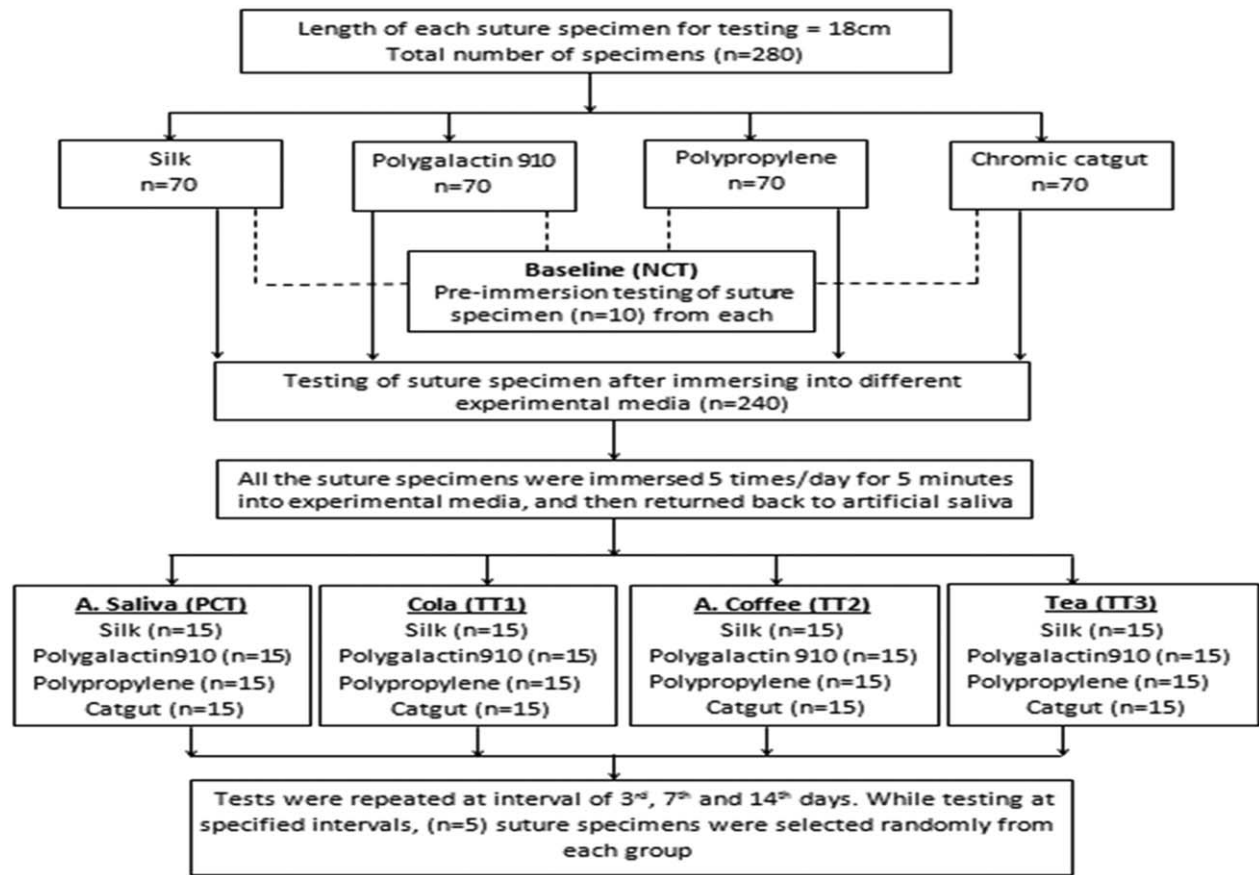 Length of each suture specimen for testing = 18cm
Total number of specimens (n=280)
Silk
n=70
Polygalactin 910
n=70
Polypropylene
n=70
Chromic catgut
n=70
Baseline (NCT)
Pre-immersion testing of suture
specimen (n=10) from each
Testing of suture specimen after immersing into different
experimental media (n=240)
All the suture specimens were immersed 5 times/day for 5 minutes
into experimental media, and then returned back to artificial saliva
A. Saliva (PCT)
Silk (n=15)
Polygalactin910 (n=15)
Polypropylene (n=15)
Catgut (n=15)
Cola (TT1)
Silk (n=15)
Polygalactin910 (n=15)
Polypropylene (n=15)
Catgut (n=15)
A. Coffee (TT2)
Silk (n=15)
Polygalactin 910 (n=15)
Polypropylene (n=15)
Catgut (n=15)
Tea (TT3)
Silk (n=15)
Polygalactin910 (n=15)
Polypropylene (n=15)
Catgut (n=15)
Tests were repeated at interval of 3rd, 7th and 14th days. While testing at
specified intervals, (n=5) suture specimens were selected randomly from
each group